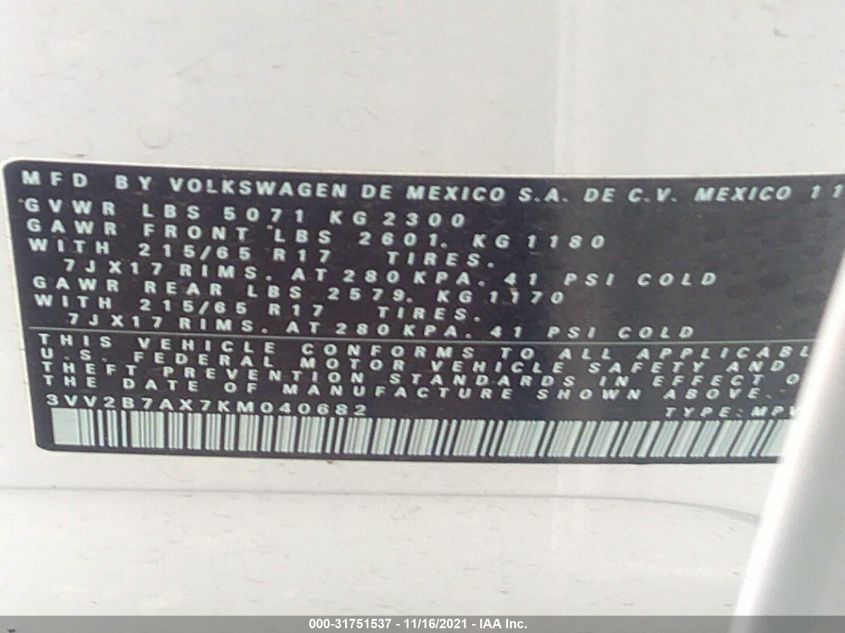 MFD BY VOLKSWAGEN DE MEXICO S.A. DE C.V. MEXICO 11
GVWR LBS 5071 KG 2300
GAWR FRONT LBS 2601. KG 1180
WITH 215/65 R17 TIRES.
7JX17 RIMS. AT 280 KPA. 41 PSI COLD
GAWR REAR LBS 2579. KG 1170
WITH 215/65 R17 TIRES.
7JX17 RIMS. AT 280 KPA. 41 PSI COLD
THIS VEHICLE CONFORMS TO ALL APPLICABL
U.S. FEDERAL MOTOR VEHICLE SAFETY AND
THEFT PREVENTION STANDARDS IN EFFECT O
THE DATE OF MANUFACTURE SHOWN ABOVE.
3VV2B7AX7KM040682 TYPE: MPV
000-31751537 - 11/16/2021 - IAA Inc.